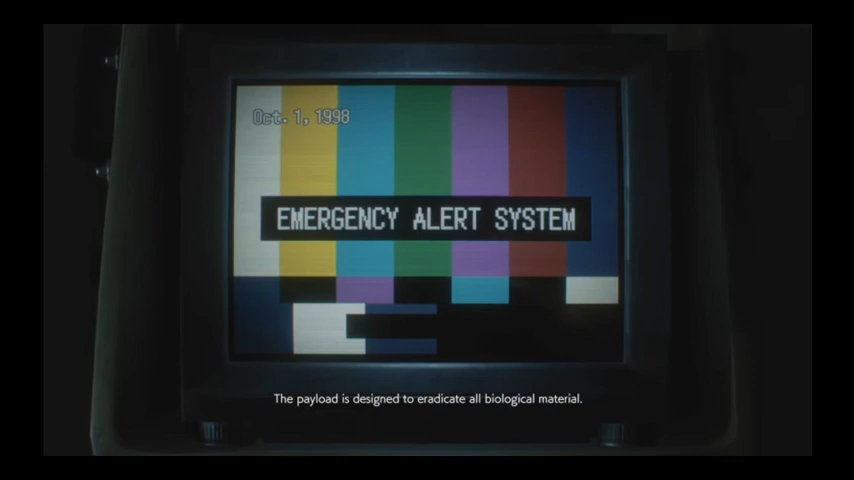 Oct. 1, 1998
EMERGENCY ALERT SYSTEM
The payload is designed to eradicate all biological material.